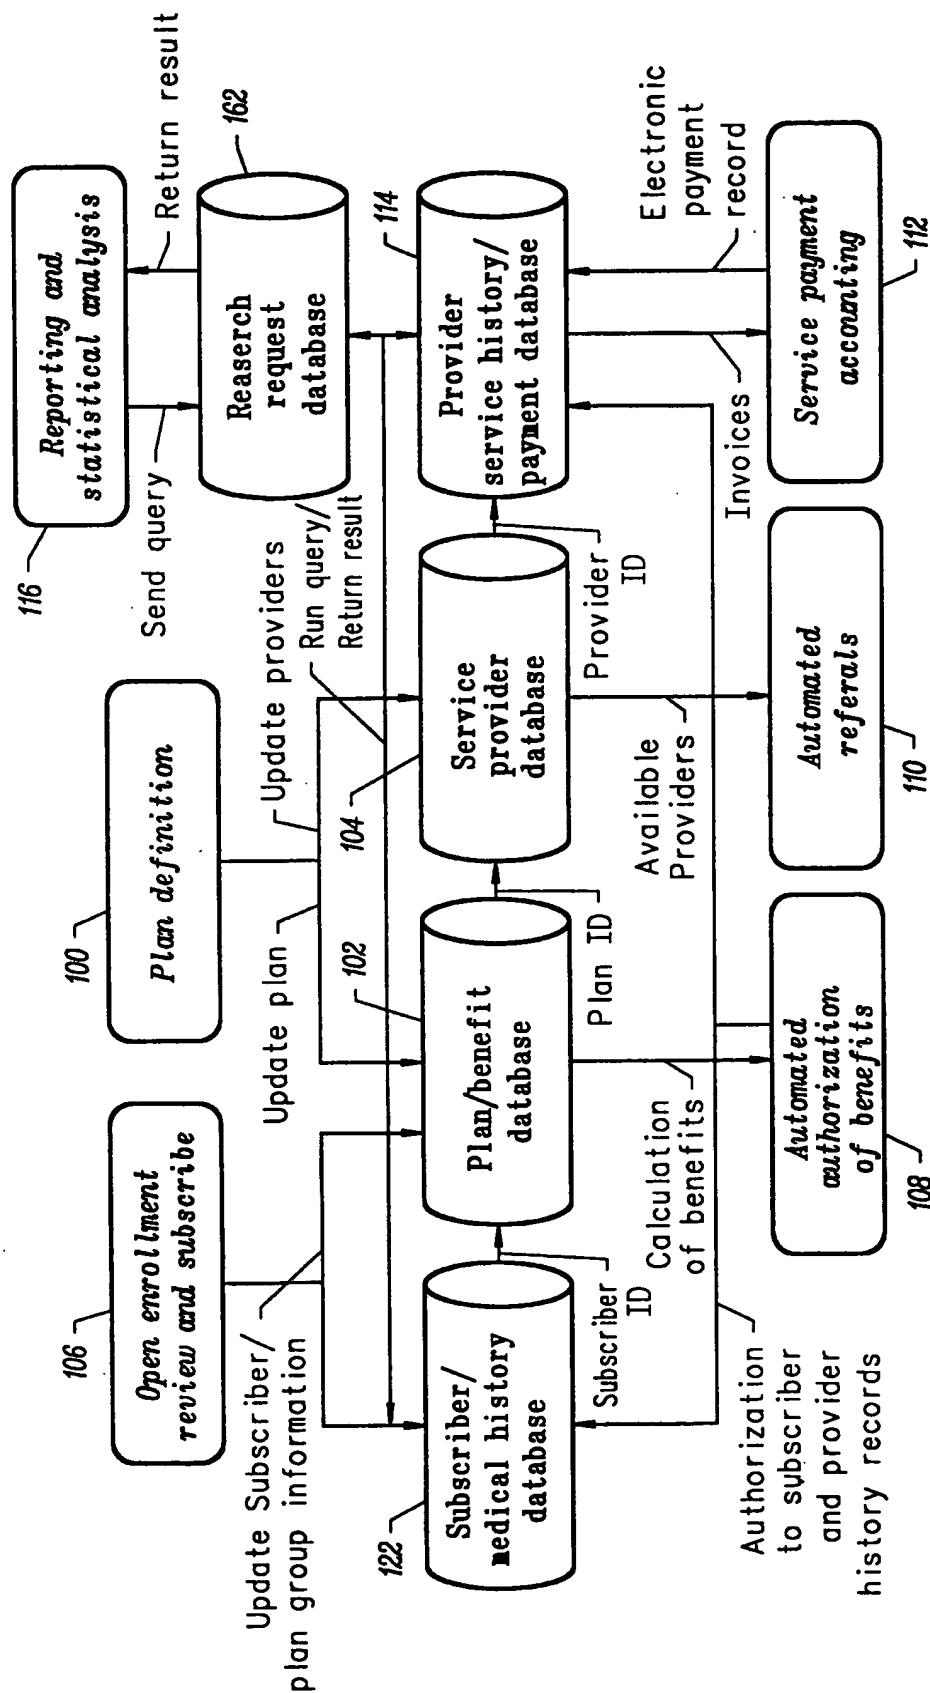 106
Open enrollment
review and subscribe
100
Plan definition
116
Reporting and
statistical analysis
Update Subscriber/
plan group information
Update plan
Update providers
Run query/
Return result
Send query
Return result
162
Reaserch
request
database
122
Subscriber/
medical history
database
102
Plan/benefit
database
104
Service
provider
database
114
Provider
service history/
payment database
Subscriber
ID
Plan ID
Provider
ID
Calculation
of benefits
Available
Providers
Invoices
Electronic
payment
record
Authorization
to subscriber
and provider
history records
Automated
authorization
of benefits
108
Automated
referals
110
Service payment
accounting
112